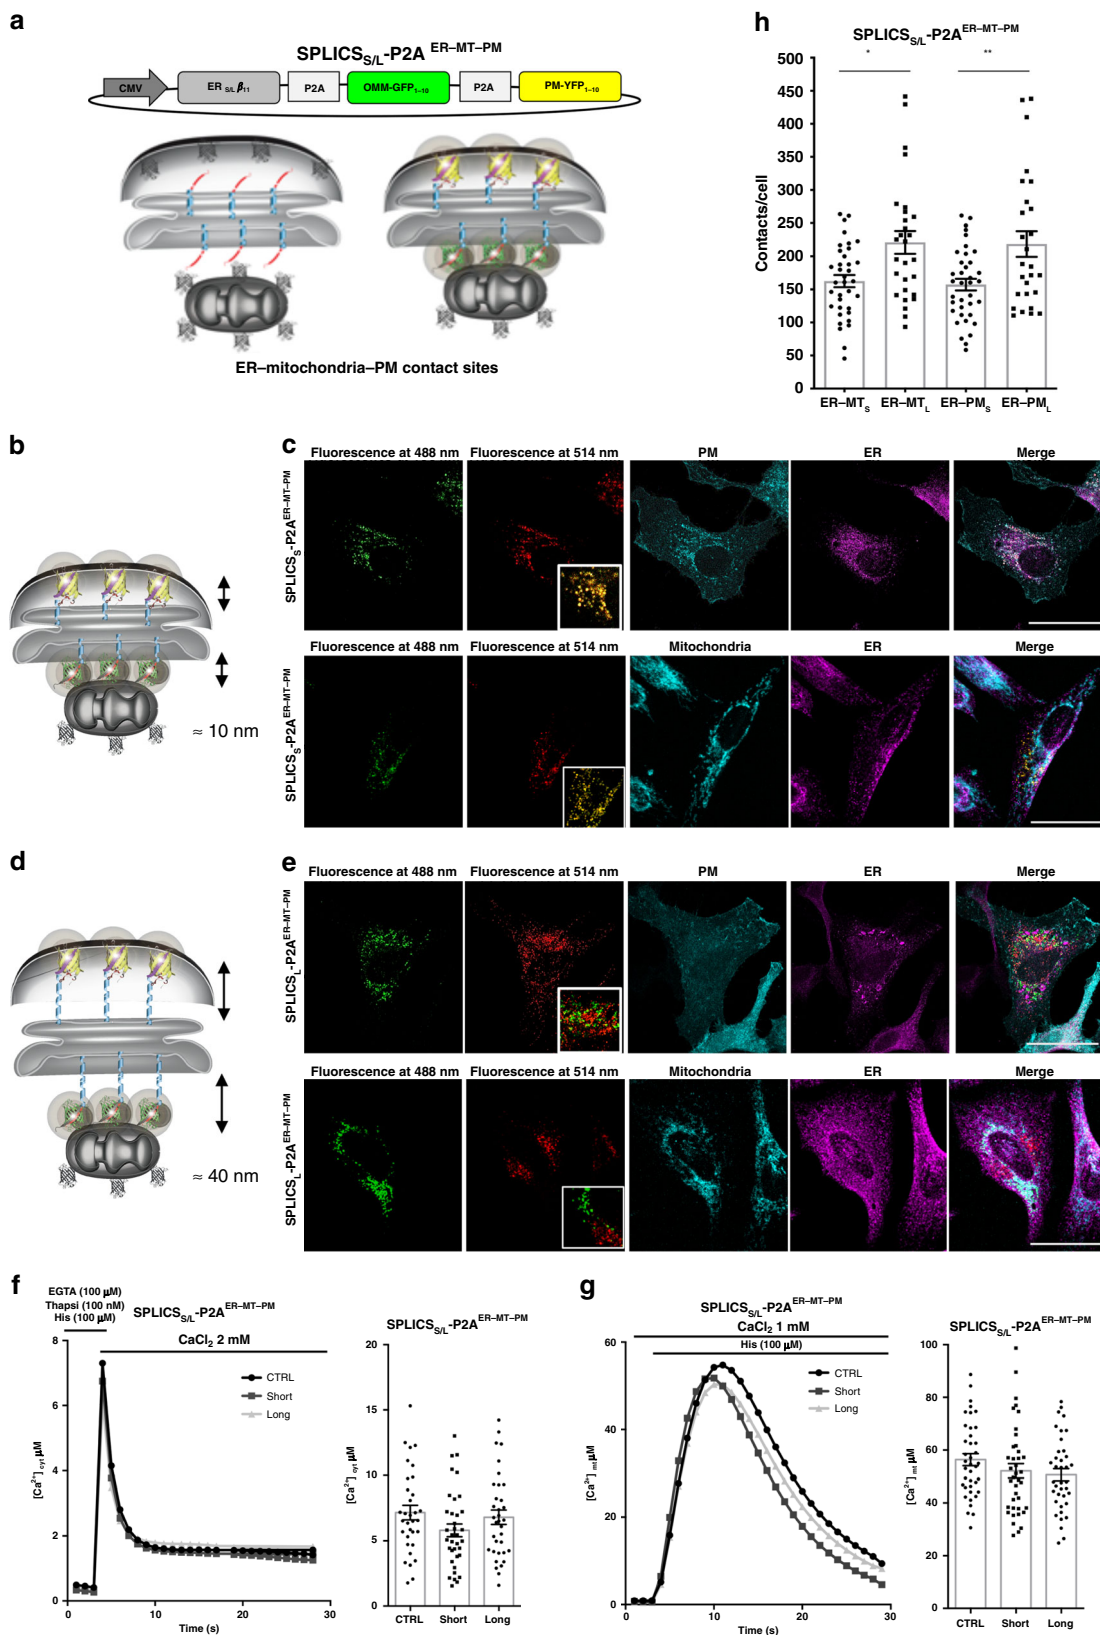 a
SPLICS S/L-P2A ER–MT–PM
CMV
ER S/L β11
P2A
OMM-GFP1–10
P2A
PM-YFP1–10
ER–mitochondria–PM contact sites
h
SPLICS S/L-P2A ER–MT–PM
* **
Contacts/cell
500
450
400
350
300
250
200
150
100
50
0
ER–MTS ER–MTL ER–PMS ER–PML
b
≈ 10 nm
c
Fluorescence at 488 nm Fluorescence at 514 nm PM ER Merge
SPLICSS-P2A ER–MT–PM
Fluorescence at 488 nm Fluorescence at 514 nm Mitochondria ER Merge
SPLICSS-P2A ER–MT–PM
d
≈ 40 nm
e
Fluorescence at 488 nm Fluorescence at 514 nm PM ER Merge
SPLICSL-P2A ER–MT–PM
Fluorescence at 488 nm Fluorescence at 514 nm Mitochondria ER Merge
SPLICSL-P2A ER–MT–PM
f
EGTA (100 µM)
Thapsi (100 nM)
His (100 µM)
SPLICS S/L-P2A ER–MT–PM
CaCl2 2 mM
CTRL
Short
Long
[Ca2+] cyt µM
8
6
4
2
0
0 10 20 30
Time (s)
SPLICS S/L-P2A ER–MT–PM
[Ca2+] cyt µM
20
15
10
5
0
CTRL Short Long
g
SPLICS S/L-P2A ER–MT–PM
CaCl2 1 mM
His (100 µM)
CTRL
Short
Long
[Ca2+] mt µM
60
40
20
0
0 10 20 30
Time (s)
SPLICS S/L-P2A ER–MT–PM
[Ca2+] mt µM
100
80
60
40
20
0
CTRL Short Long